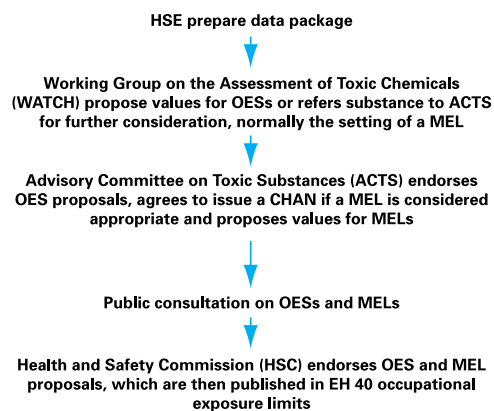 HSE prepare data package
Working Group on the Assessment of Toxic Chemicals
(WATCH) propose values for OESs or refers substance to ACTS
for further consideration, normally the setting of a MEL
Advisory Committee on Toxic Substances (ACTS) endorses
OES proposals, agrees to issue a CHAN if a MEL is considered
appropriate and proposes values for MELs
Public consultation on OESs and MELs
Health and Safety Commission (HSC) endorses OES and MEL
proposals, which are then published in EH 40 occupational
exposure limits